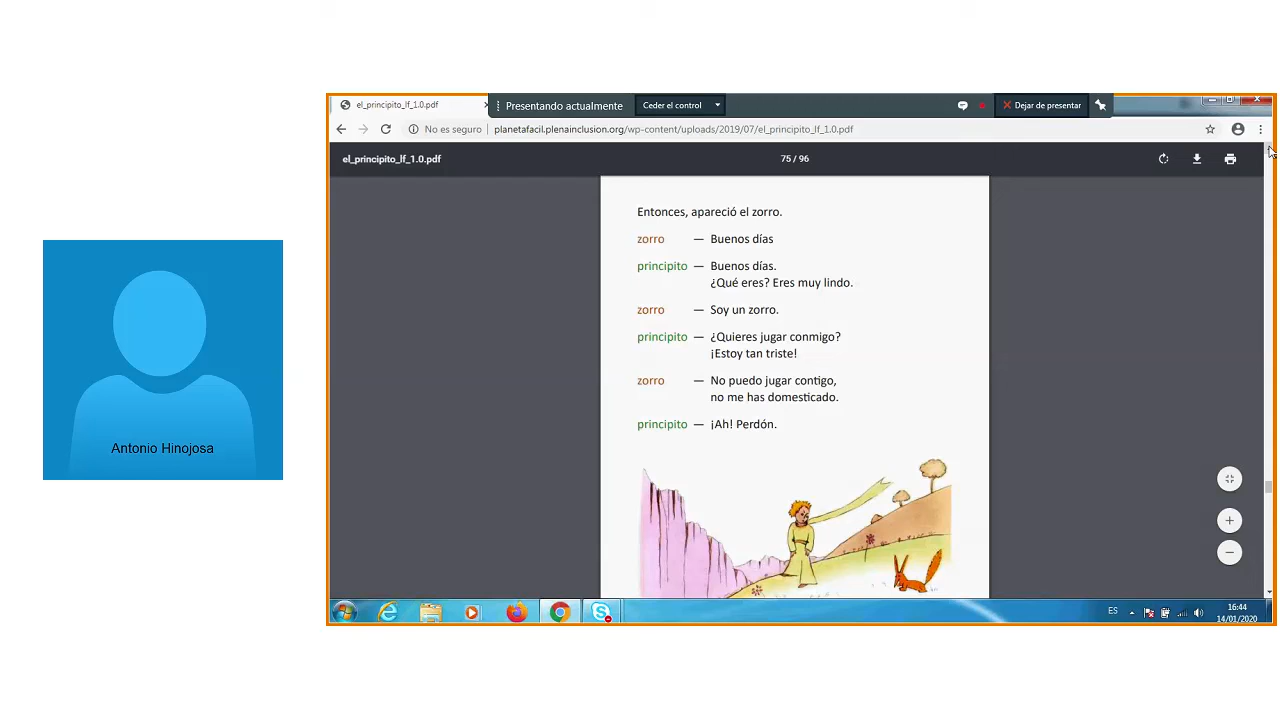 el_principito_lf_1.0.pdf
Presentando actualmente
Ceder el control
Dejar de presentar
No es seguro
planetafacil.plenainclusion.org/wp-content/uploads/2019/07/el_principito_lf_1.0.pdf
el_principito_lf_1.0.pdf
75 / 96
Entonces, apareció el zorro.
zorro — Buenos días
principito — Buenos días.
¿Qué eres? Eres muy lindo.
zorro — Soy un zorro.
principito — ¿Quieres jugar conmigo?
¡Estoy tan triste!
zorro — No puedo jugar contigo,
no me has domesticado.
principito — ¡Ah! Perdón.
Antonio Hinojosa
ES
16:44
14/01/2020